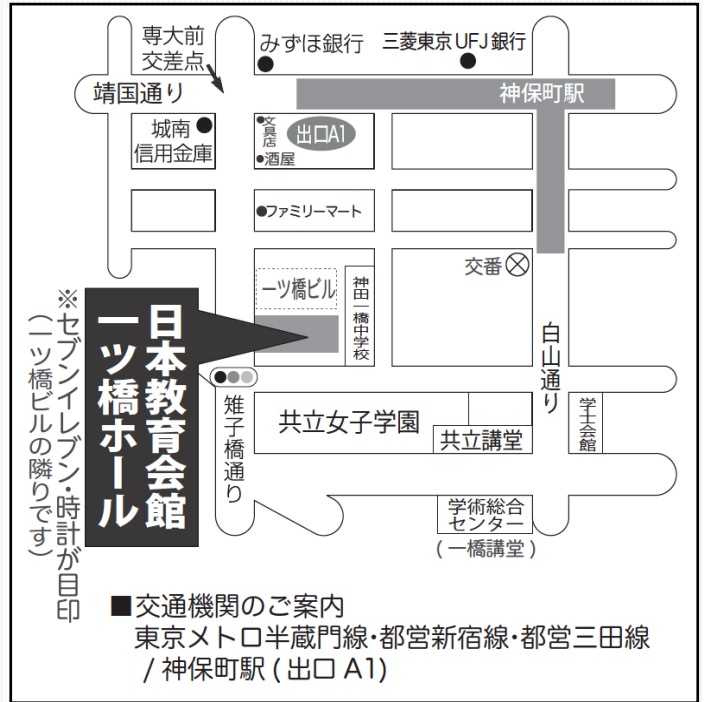 専大前
交差点
みずほ銀行
三菱東京UFJ銀行
靖国通り
神保町駅
城南
信用金庫
文具店
出口A1
酒屋
ファミリーマート
交番
一ツ橋ビル
神田一橋中学校
日本教育会館
一ツ橋ホール
※セブンイレブン・時計が目印
(一ツ橋ビルの隣りです)
白山通り
雉子橋通り
共立女子学園
共立講堂
学士会館
学術総合
センター
(一橋講堂)
■交通機関のご案内
東京メトロ半蔵門線・都営新宿線・都営三田線
/ 神保町駅 ( 出口 A1)